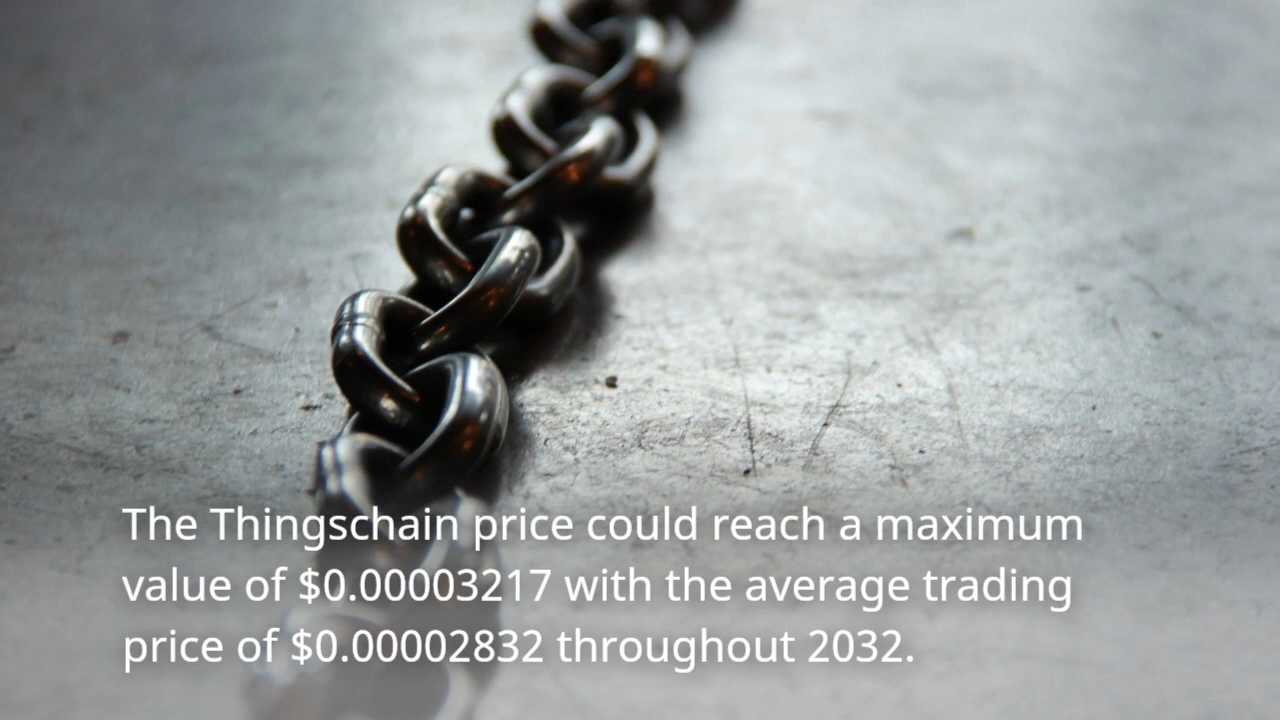 The Thingschain price could reach a maximum
value of $0.00003217 with the average trading
price of $0.00002832 throughout 2032.